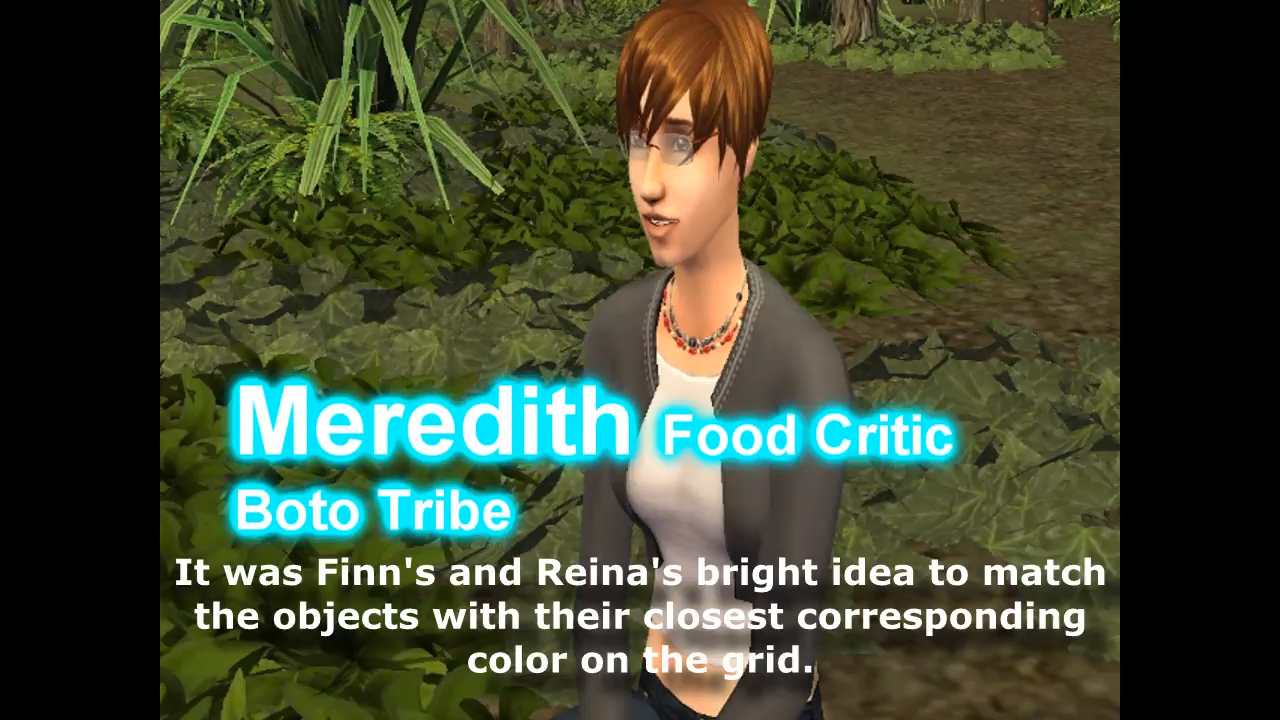 Meredith Food Critic
Boto Tribe
It was Finn's and Reina's bright idea to match
the objects with their closest corresponding
color on the grid.